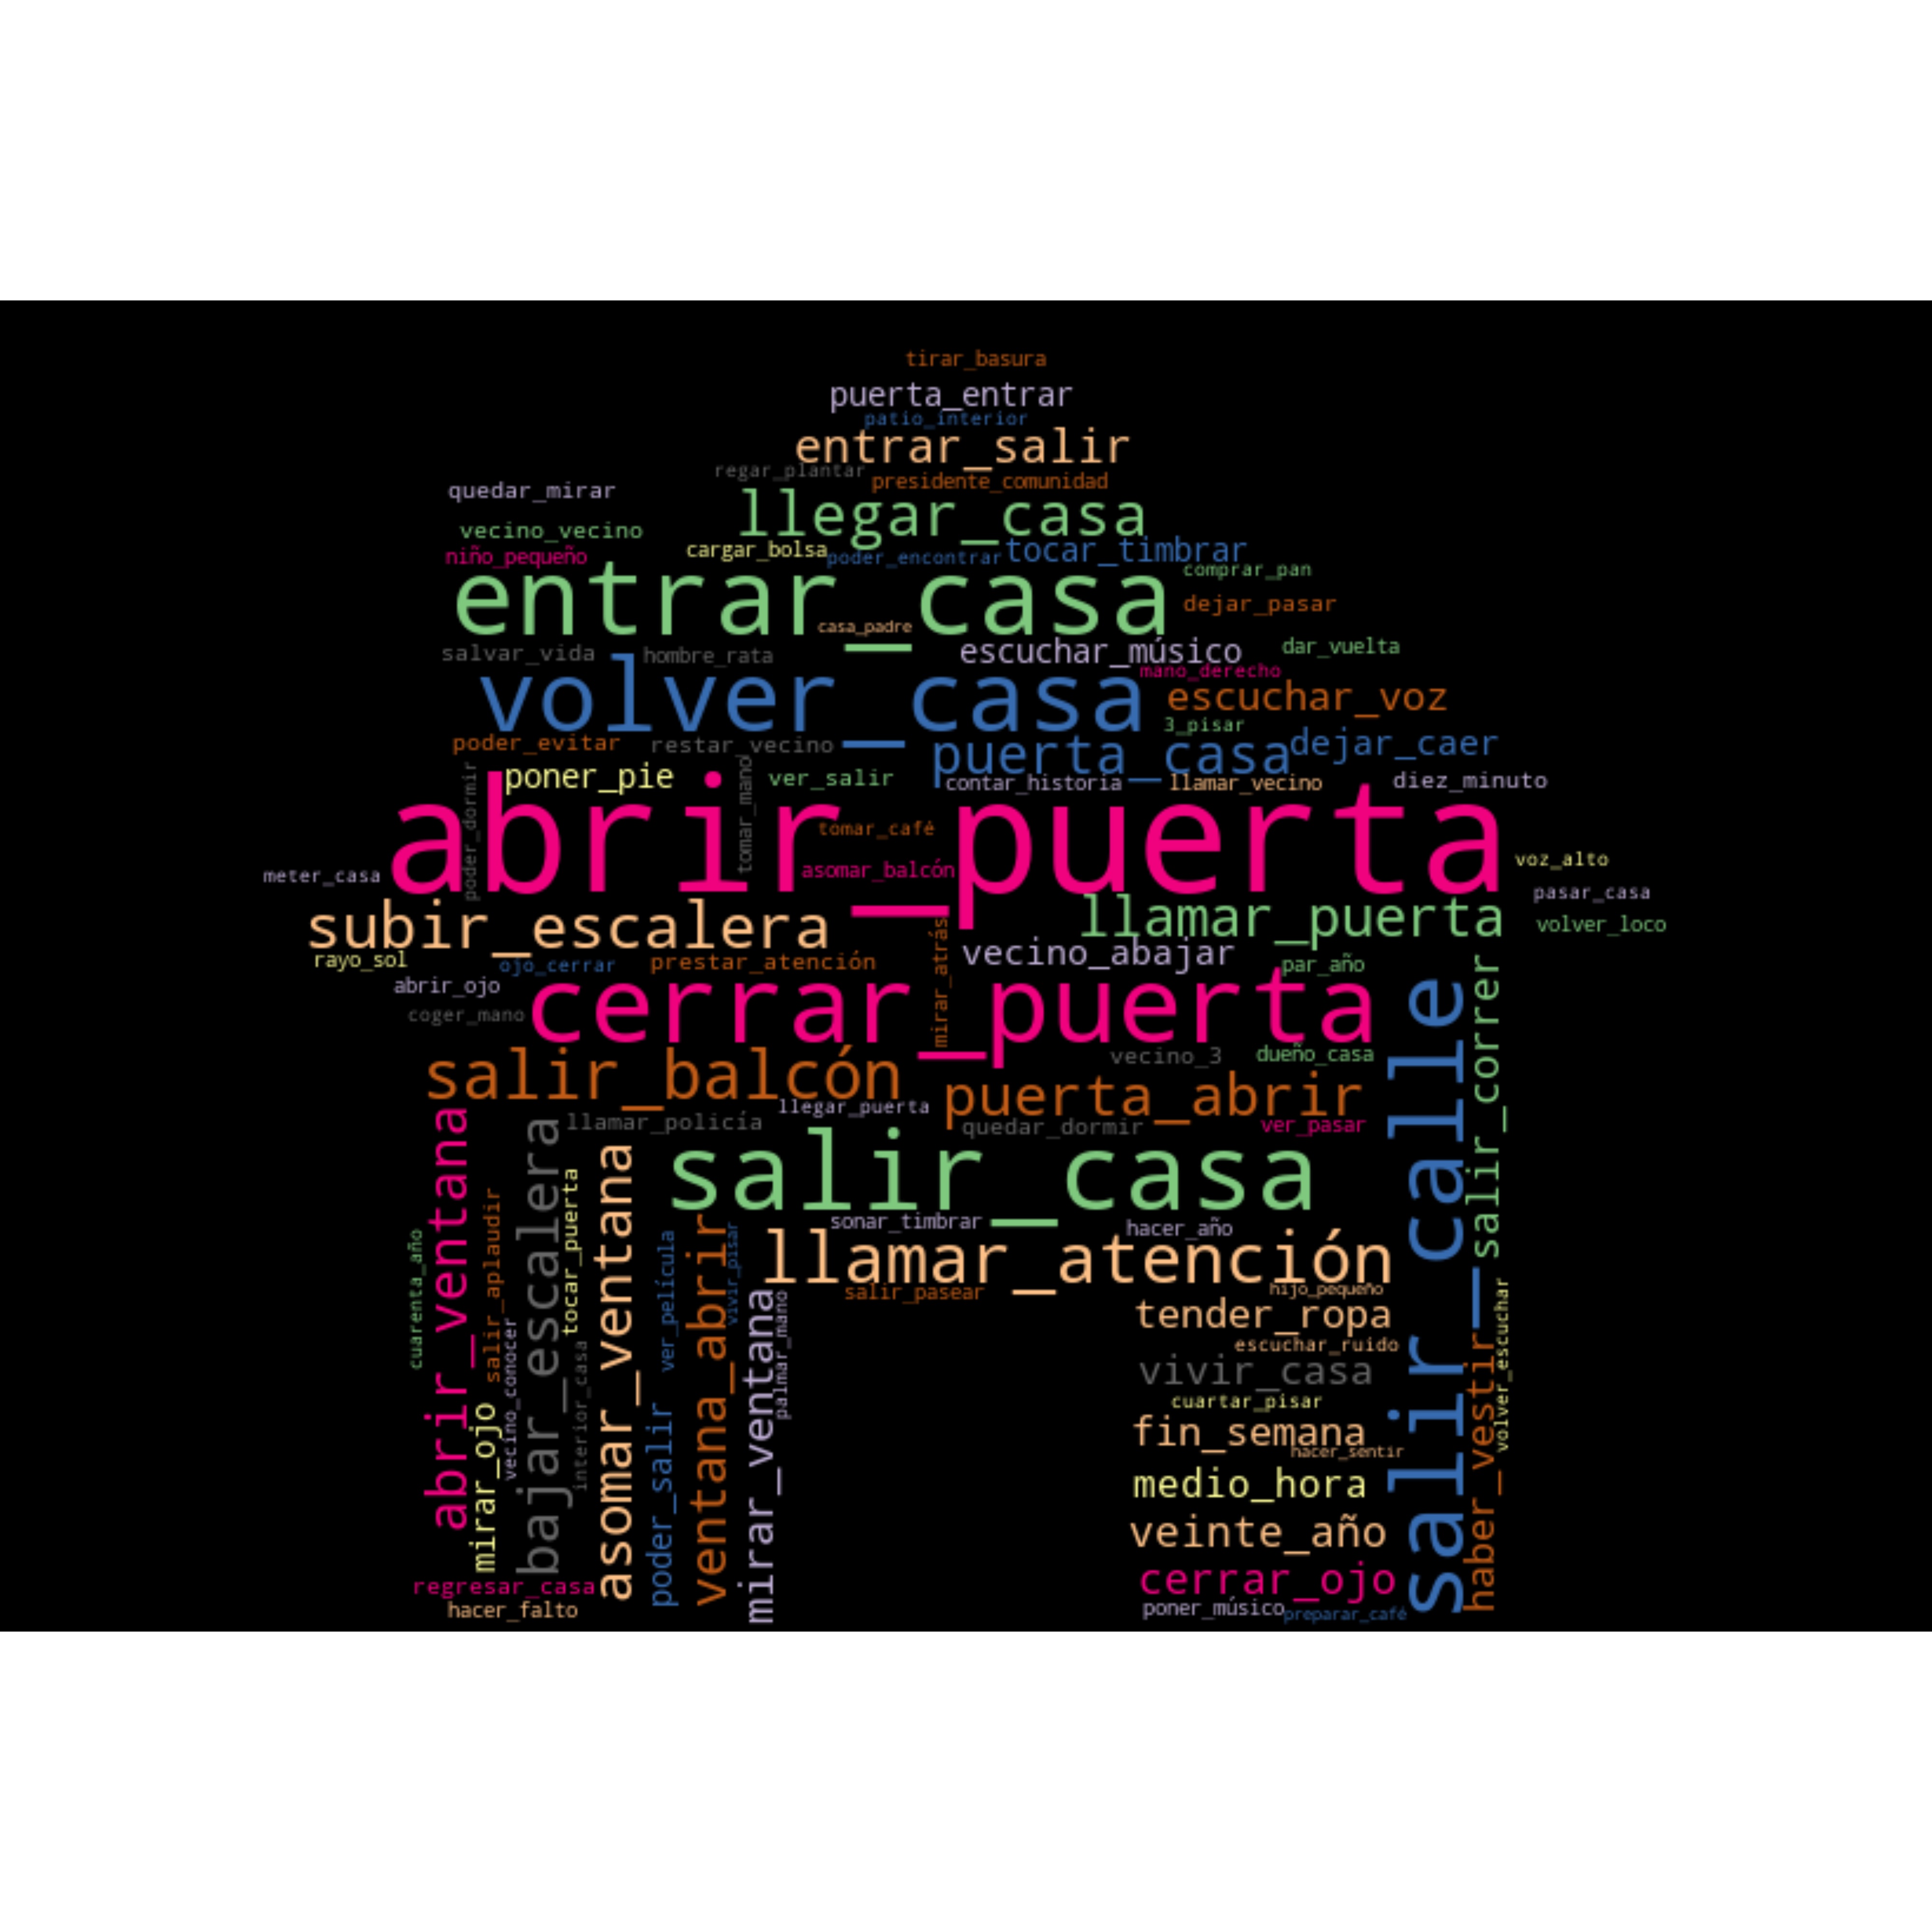 tirar_basura
puerta_entrar
patio_interior
entrar_salir
regar_plantar
presidente_comunidad
quedar_mirar
llegar_casa
vecino_vecino
niño_pequeño
cargar_bolsa
poder_encontrar
tocar_timbrar
comprar_pan
entrar_casa
dejar_pasar
casa_padre
salvar_vida
hombre_rata
escuchar_músico
dar_vuelta
mano_derecho
volver_casa
escuchar_voz
3_pisar
poder_evitar
restar_vecino
puerta_casa
dejar_caer
poner_pie
ver_salir
contar_historia
llamar_vecino
diez_minuto
poder_dormir
tomar_mano
abrir_puerta
tomar_café
asomar_balcón
voz_alto
meter_casa
pasar_casa
subir_escalera
llamar_puerta
volver_loco
rayo_sol
ojo_cerrar
prestar_atención
mirar_atrás
vecino_abajar
par_año
abrir_ojo
coger_mano
cerrar_puerta
vecino_3
dueño_casa
salir_balcón
puerta_abrir
llegar_puerta
llamar_policía
quedar_dormir
ver_pasar
salir_casa
sonar_timbrar
hacer_año
llamar_atención
salir_pasear
hijo_pequeño
salir_calle
salir_correr
cuarenta_año
abrir_ventana
salir_aplaudir
mirar_ojo
vecino_conocer
bajar_escalera
tocar_puerta
interior_casa
asomar_ventana
ver_película
poder_salir
ventana_abrir
vivir_pisar
mirar_ventana
palmar_mano
tender_ropa
escuchar_ruido
vivir_casa
cuartar_pisar
fin_semana
hacer_sentir
medio_hora
veinte_año
cerrar_ojo
poner_músico
preparar_café
haber_vestir
volver_escuchar
regresar_casa
hacer_falto